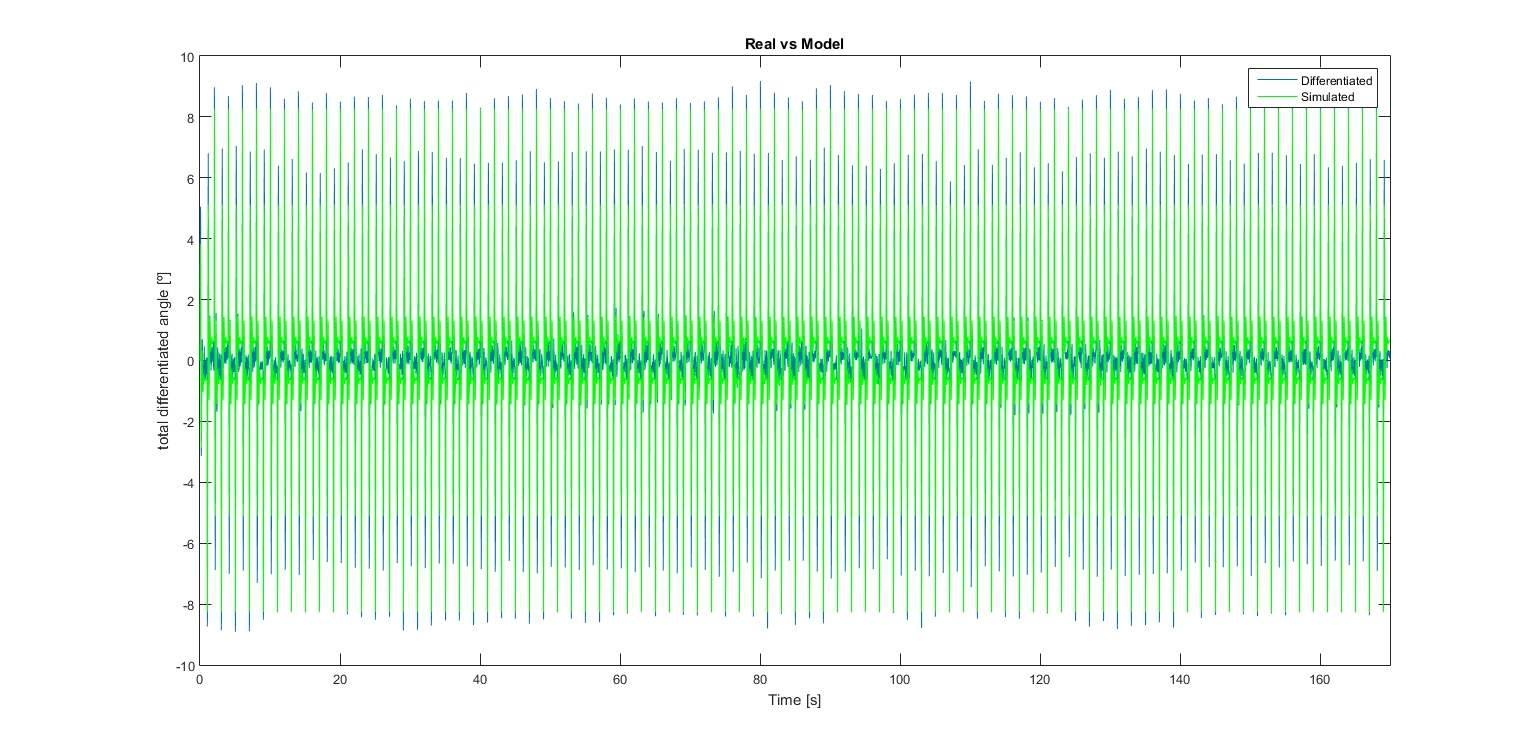 Real vs Model
Differentiated
Simulated
10
8
6
4
2
0
-2
-4
-6
-8
-10
total differentiated angle [º]
0 20 40 60 80 100 120 140 160
Time [s]